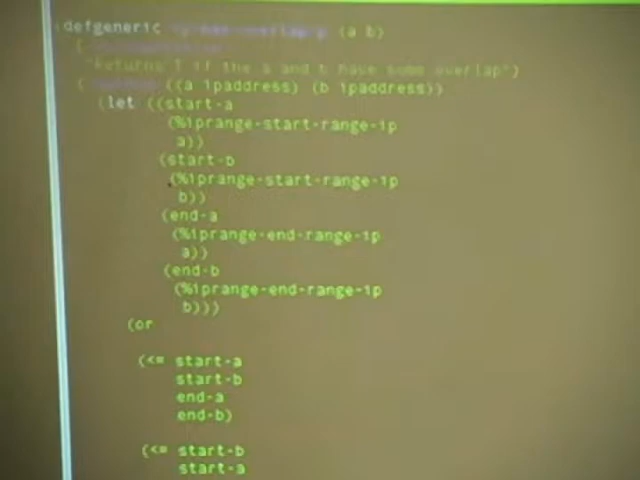 (defgeneric (a b)
(
"Returns T if the a and b have some overlap")
( ((a ipaddress) (b ipaddress))
(let ((start-a
(%iprange-start-range-ip
a))
(start-b
(%iprange-start-range-ip
b))
(end-a
(%iprange-end-range-ip
a))
(end-b
(%iprange-end-range-ip
b)))
(or
(<= start-a
start-b
end-a
end-b)
(<= start-b
start-a